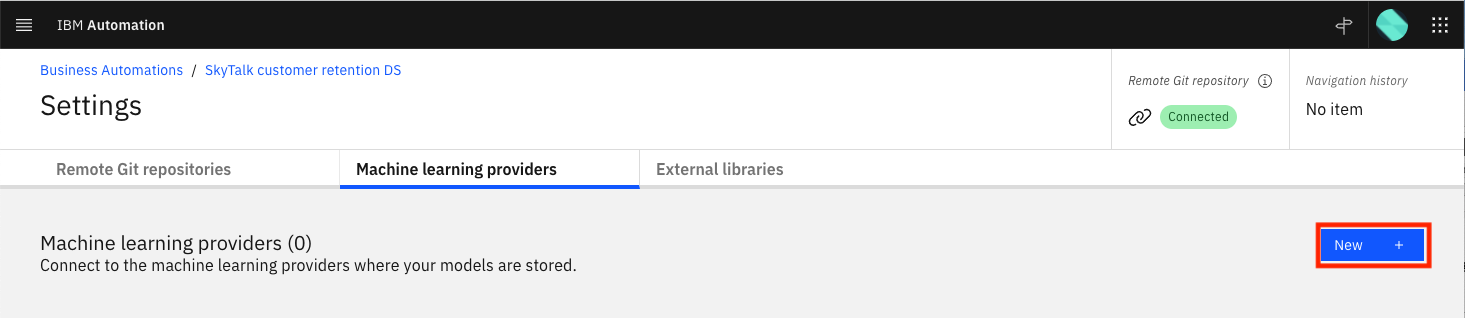 IBM Automation
Business Automations / SkyTalk customer retention DS
Settings
Remote Git repository
Connected
Navigation history
No item
Remote Git repositories
Machine learning providers
External libraries
Machine learning providers (0)
Connect to the machine learning providers where your models are stored.
New +